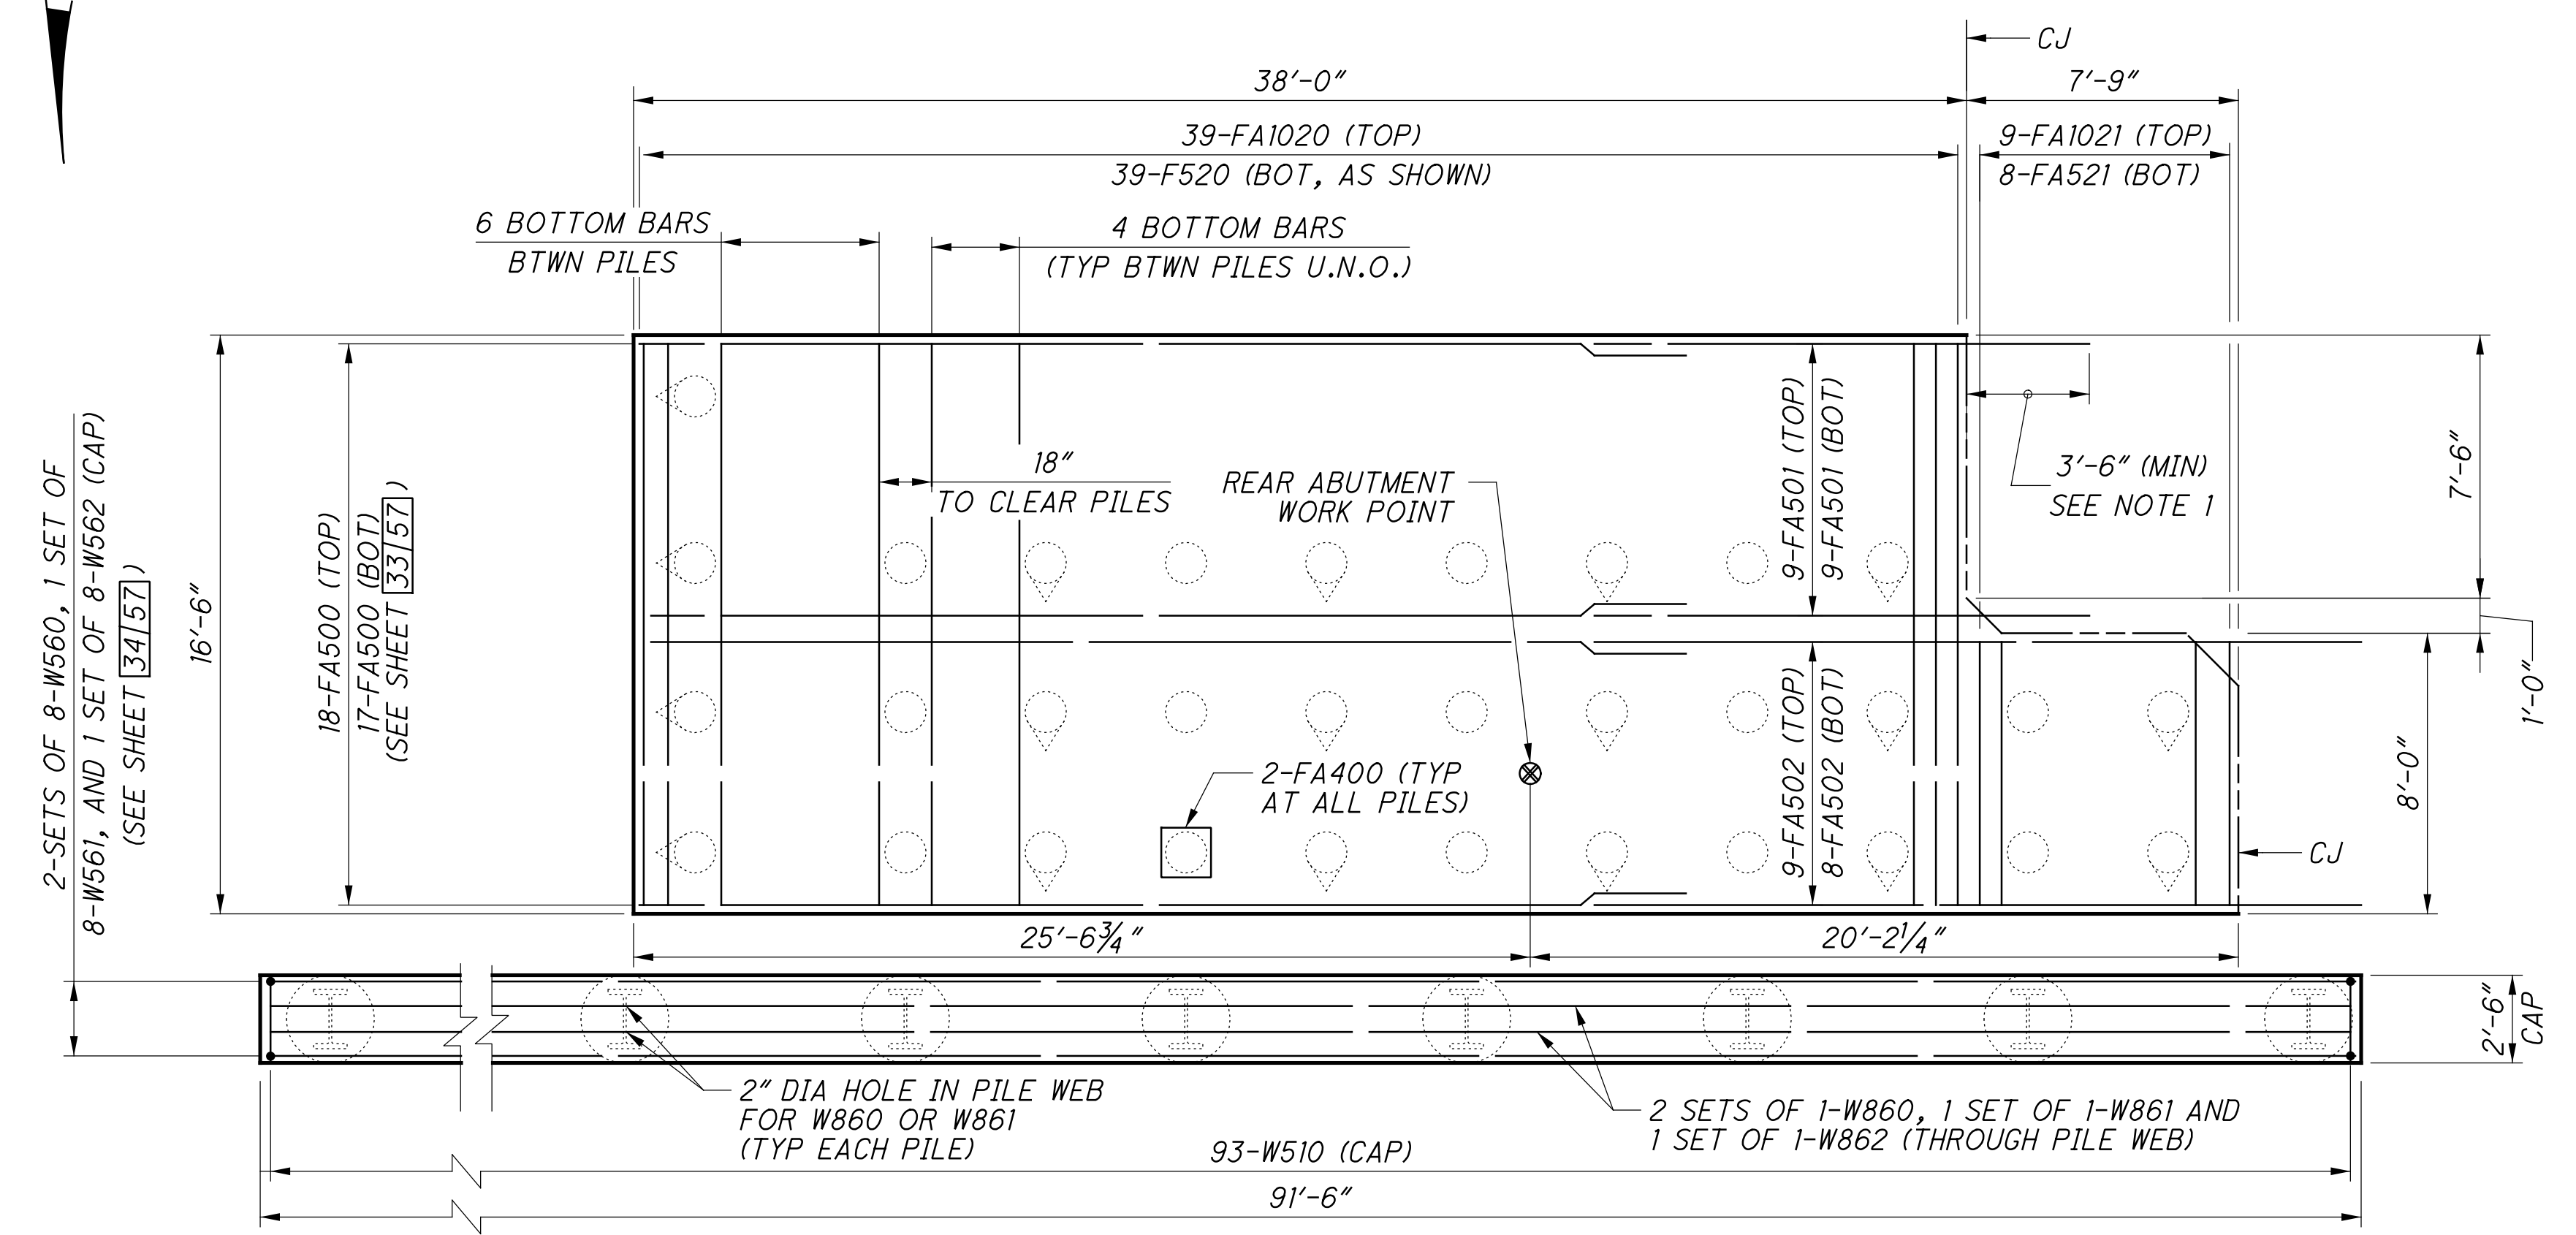 CJ
38'-0"
7'-9"
39-FA1020 (TOP)
39-F520 (BOT, AS SHOWN)
9-FA1021 (TOP)
8-FA521 (BOT)
6 BOTTOM BARS
BTWN PILES
4 BOTTOM BARS
(TYP BTWN PILES U.N.O.)
2-SETS OF 8-W560, 1 SET OF
8-W561, AND 1 SET OF 8-W562 (CAP)
(SEE SHEET 34|57)
16'-6"
18-FA500 (TOP)
17-FA500 (BOT)
(SEE SHEET 33|57)
18"
TO CLEAR PILES
REAR ABUTMENT
WORK POINT
9-FA501 (TOP)
9-FA501 (BOT)
3'-6" (MIN)
SEE NOTE 1
7'-6"
1'-0"
8'-0"
9-FA502 (TOP)
8-FA502 (BOT)
2-FA400 (TYP
AT ALL PILES)
CJ
25'-6¾"
20'-2¼"
2'-6"
CAP
2" DIA HOLE IN PILE WEB
FOR W860 OR W861
(TYP EACH PILE)
2 SETS OF 1-W860, 1 SET OF 1-W861 AND
1 SET OF 1-W862 (THROUGH PILE WEB)
93-W510 (CAP)
91'-6"